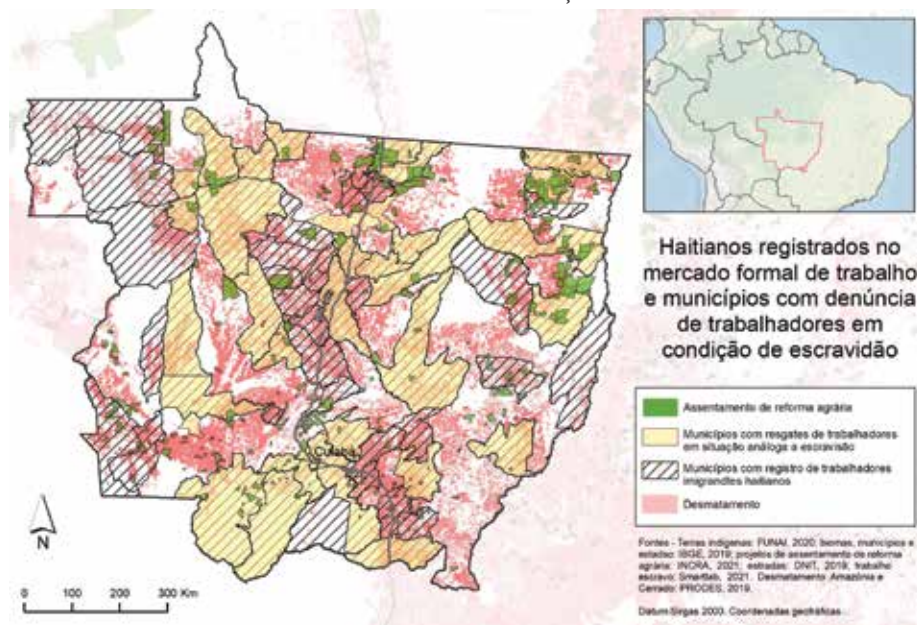 Haitianos registrados no
mercado formal de trabalho
e municípios com denúncia
de trabalhadores em
condição de escravidão
Assentamento de reforma agrária
Municípios com resgates de trabalhadores
em situação análoga a escravisão
Municípios com registro de trabalhadores
imigrandtes haitianos
Desmatamento
Fontes - Terras indígenas: FUNAI, 2020; biomas, municípios e
estados: IBGE, 2019; projetos de assentamento de reforma
agrária: INCRA, 2021; estradas: DNIT, 2019; trabalho
escravo: Smartlab, 2021. Desmatamento Amazônia e
Cerrado: PRODES, 2019.
Datum Sirgas 2000. Coordenadas geográficas
Cuiabá
N
0 100 200 300 Km